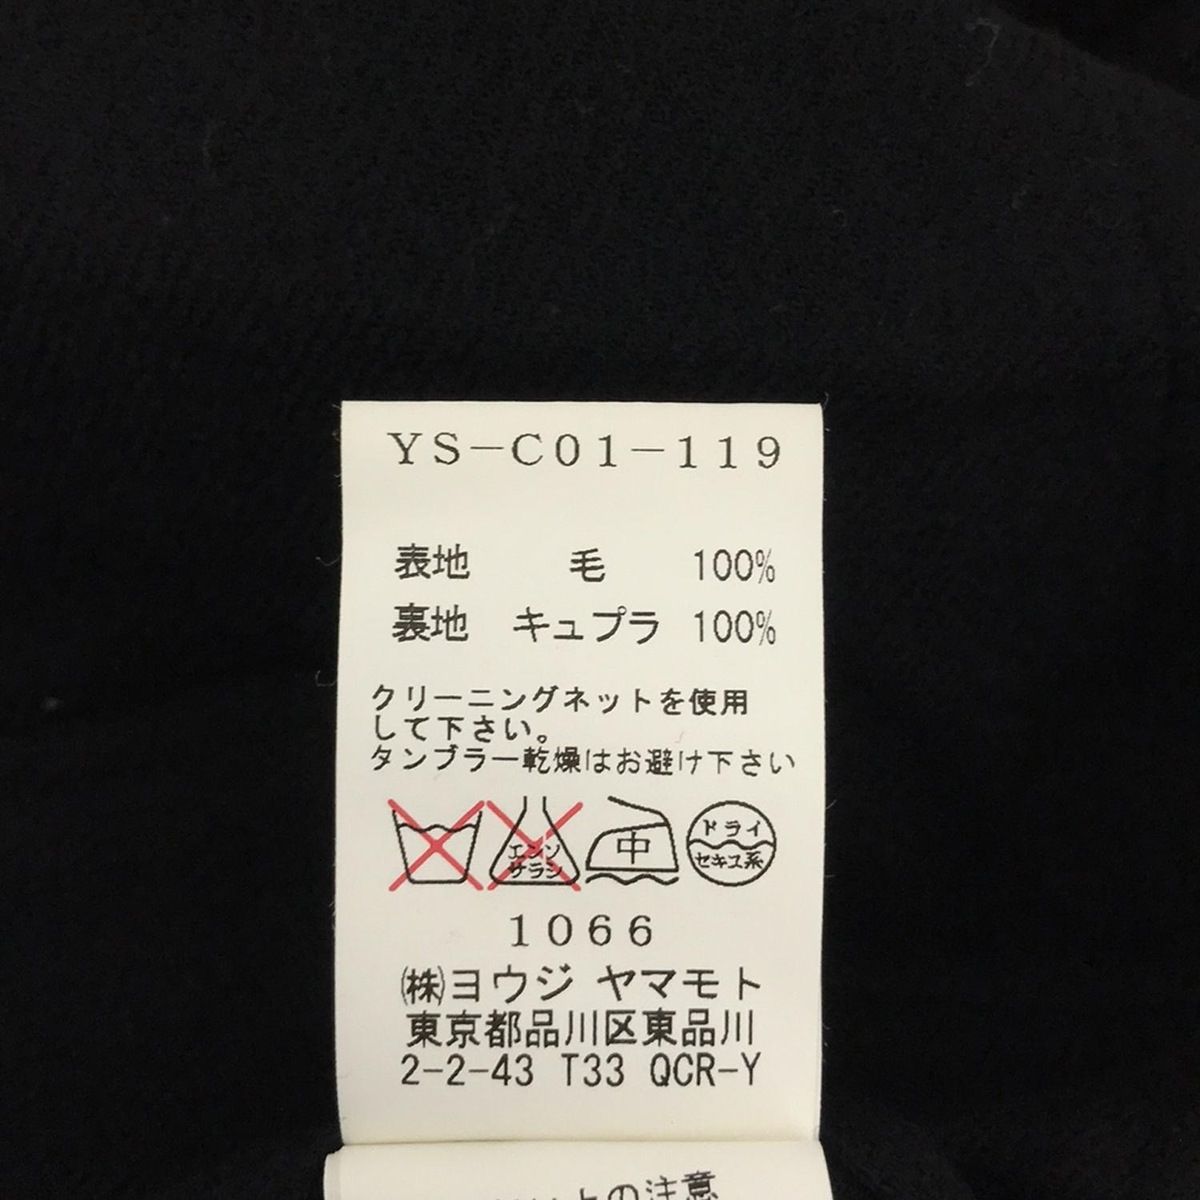 YS-C01-119
表地 毛 100%
裏地 キュプラ 100%
クリーニングネットを使用
して下さい。
タンブラー乾燥はお避け下さい
エンソ
サラシ
中
ドライ
セキユ系
1066
㈱ヨウジ ヤマモト
東京都品川区東品川
2-2-43 T33 QCR-Y
上の注意